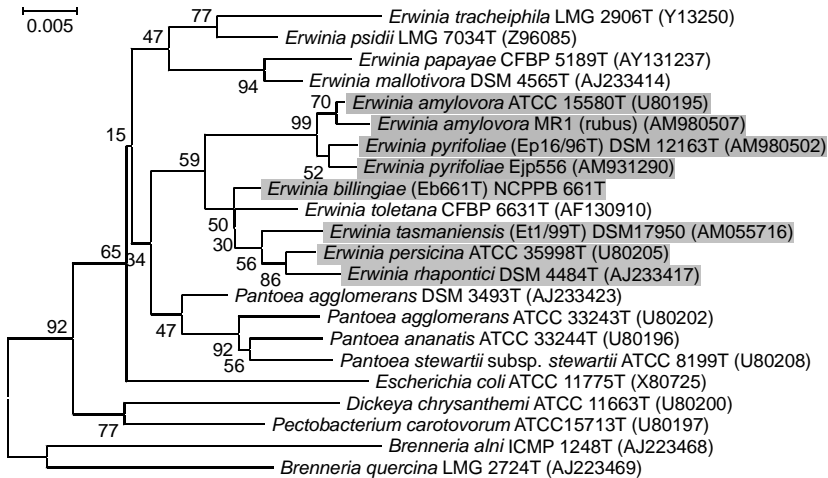 0.005
77
47
94
15
70
99
52
59
50
30
56
86
65
34
47
92
56
92
77
Erwinia tracheiphila LMG 2906T (Y13250)
Erwinia psidii LMG 7034T (Z96085)
Erwinia papayae CFBP 5189T (AY131237)
Erwinia mallotivora DSM 4565T (AJ233414)
Erwinia amylovora ATCC 15580T (U80195)
Erwinia amylovora MR1 (rubus) (AM980507)
Erwinia pyrifoliae (Ep16/96T) DSM 12163T (AM980502)
Erwinia pyrifoliae Ejp556 (AM931290)
Erwinia billingiae (Eb661T) NCPPB 661T
Erwinia toletana CFBP 6631T (AF130910)
Erwinia tasmaniensis (Et1/99T) DSM17950 (AM055716)
Erwinia persicina ATCC 35998T (U80205)
Erwinia rhapontici DSM 4484T (AJ233417)
Pantoea agglomerans DSM 3493T (AJ233423)
Pantoea agglomerans ATCC 33243T (U80202)
Pantoea ananatis ATCC 33244T (U80196)
Pantoea stewartii subsp. stewartii ATCC 8199T (U80208)
Escherichia coli ATCC 11775T (X80725)
Dickeya chrysanthemi ATCC 11663T (U80200)
Pectobacterium carotovorum ATCC15713T (U80197)
Brenneria alni ICMP 1248T (AJ223468)
Brenneria quercina LMG 2724T (AJ223469)